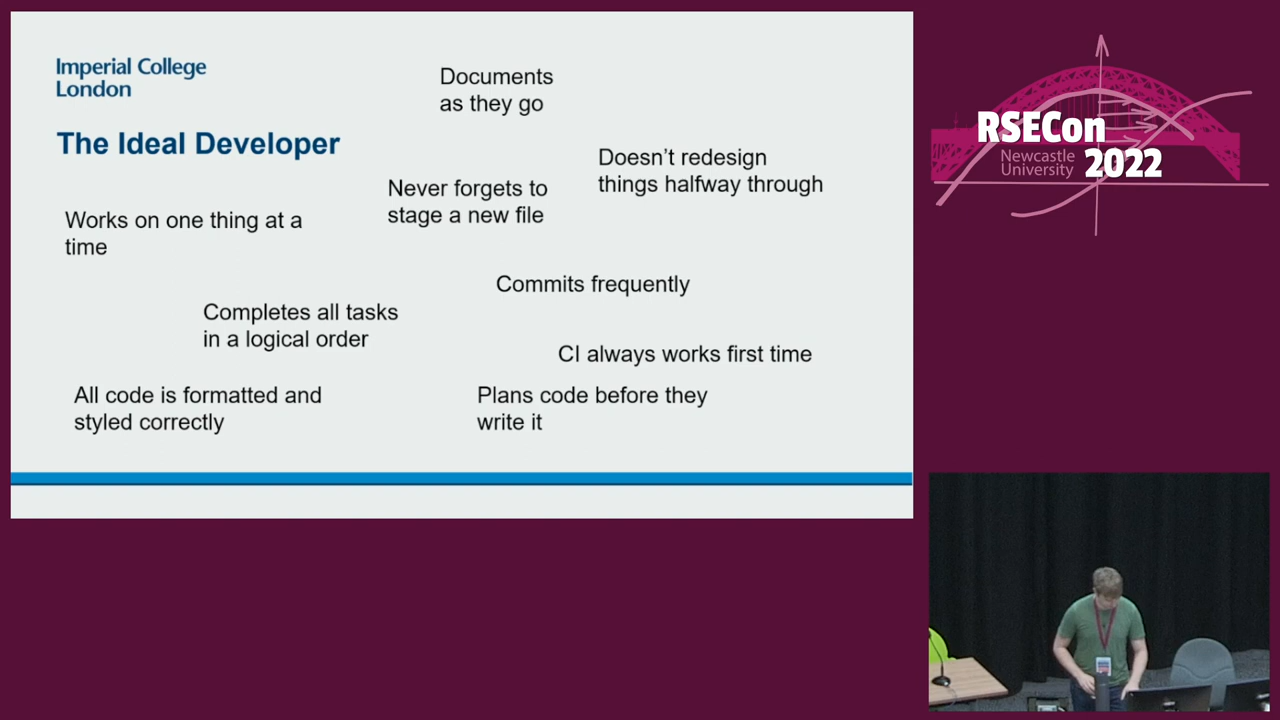 Imperial College
London
The Ideal Developer
Documents
as they go
Doesn't redesign
things halfway through
Never forgets to
stage a new file
Works on one thing at a
time
Commits frequently
Completes all tasks
in a logical order
CI always works first time
All code is formatted and
styled correctly
Plans code before they
write it
RSECon
Newcastle
University
2022